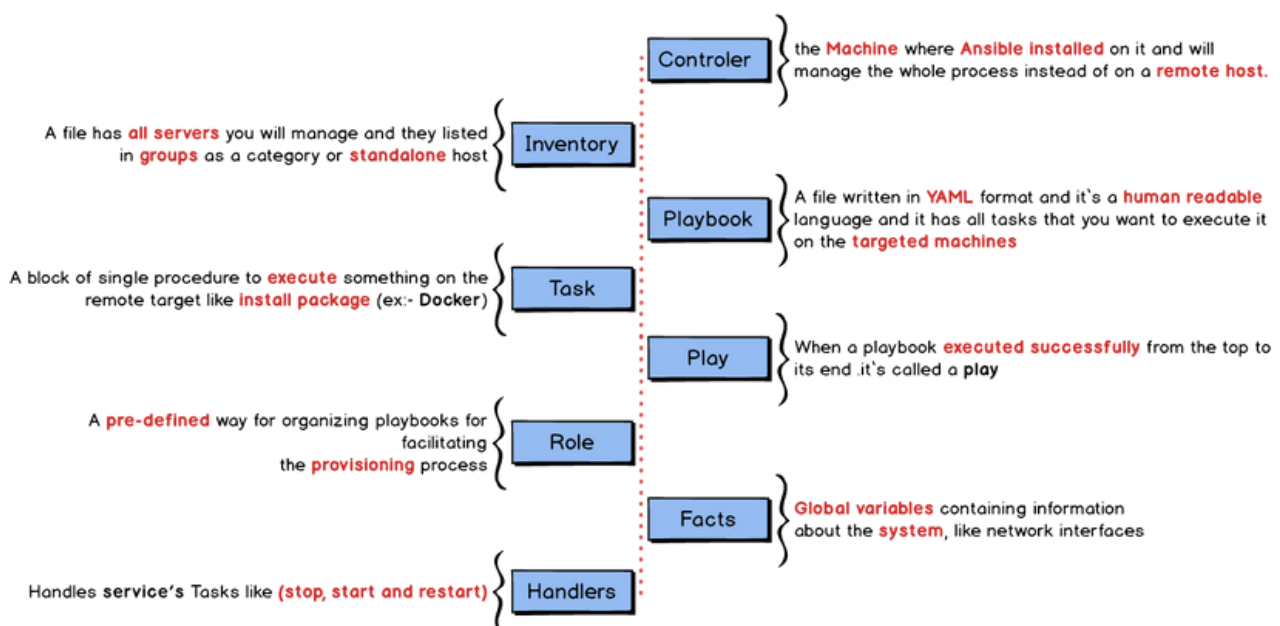 Controler
the Machine where Ansible installed on it and will
manage the whole process instead of on a remote host.
A file has all servers you will manage and they listed
in groups as a category or standalone host
Inventory
Playbook
A file written in YAML format and it`s a human readable
language and it has all tasks that you want to execute it
on the targeted machines
A block of single procedure to execute something on the
remote target like install package (ex:- Docker)
Task
Play
When a playbook executed successfully from the top to
its end .it`s called a play
A pre-defined way for organizing playbooks for
facilitating
the provisioning process
Role
Facts
Global variables containing information
about the system, like network interfaces
Handles service's Tasks like (stop, start and restart)
Handlers